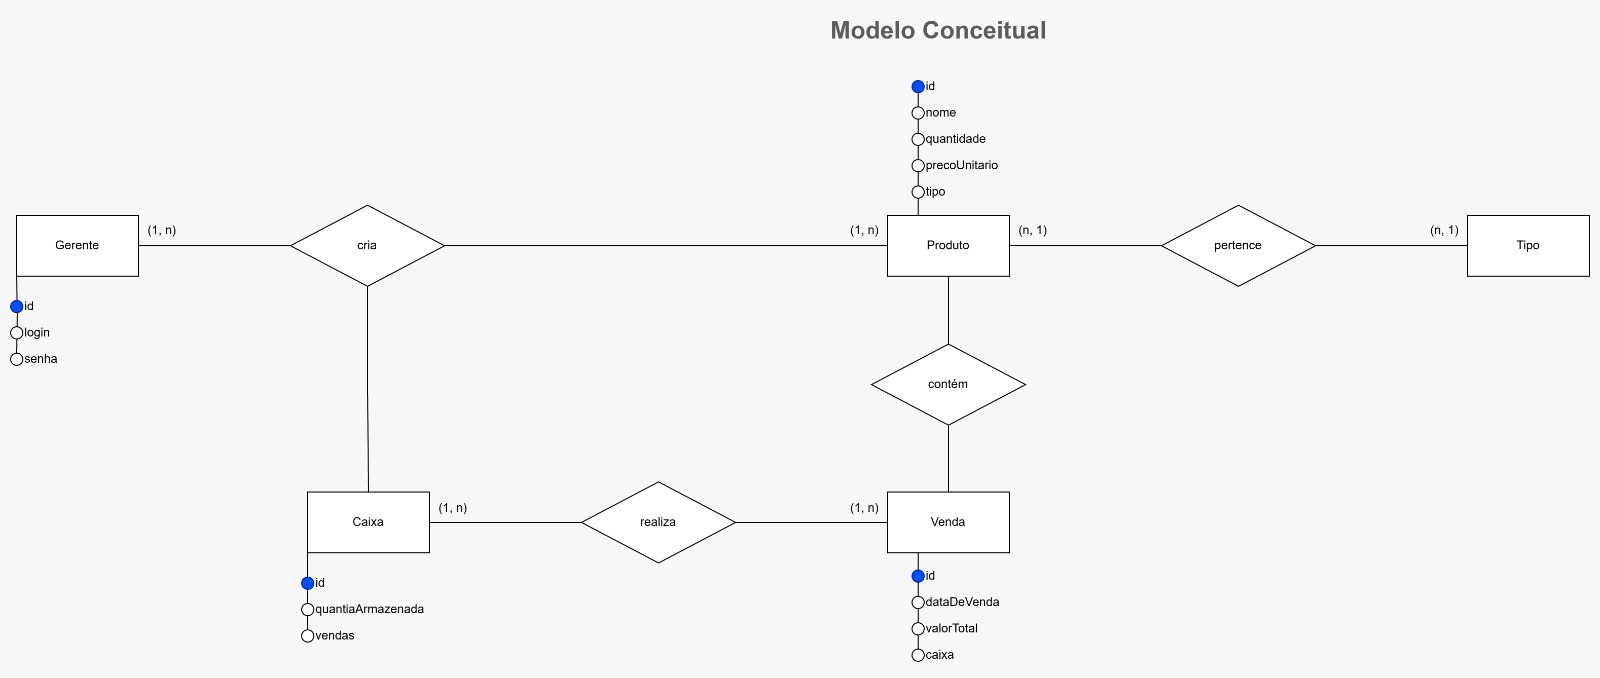 Modelo Conceitual
id
nome
quantidade
precoUnitario
tipo
Gerente
(1, n)
cria
(1, n)
Produto
(n, 1)
pertence
(n, 1)
Tipo
id
login
senha
contém
Caixa
(1, n)
realiza
(1, n)
Venda
id
quantiaArmazenada
vendas
id
dataDeVenda
valorTotal
caixa